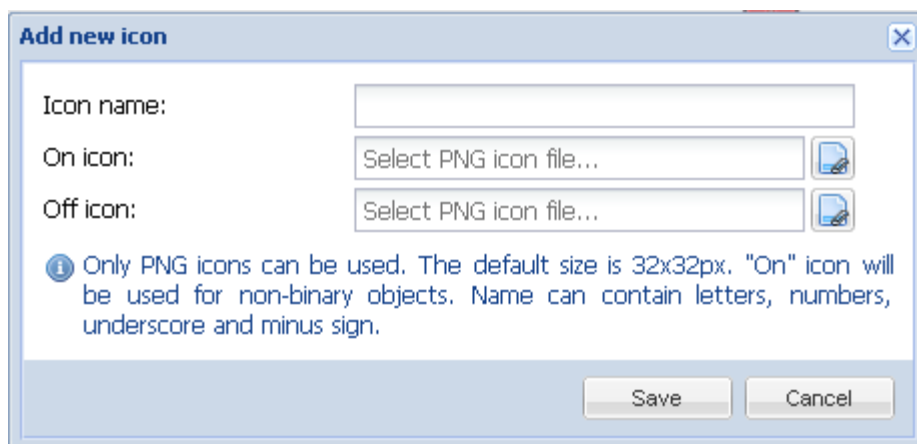 Add new icon
Icon name:
On icon: Select PNG icon file...
Off icon: Select PNG icon file...
Only PNG icons can be used. The default size is 32x32px. "On" icon will
be used for non-binary objects. Name can contain letters, numbers,
underscore and minus sign.
Save Cancel